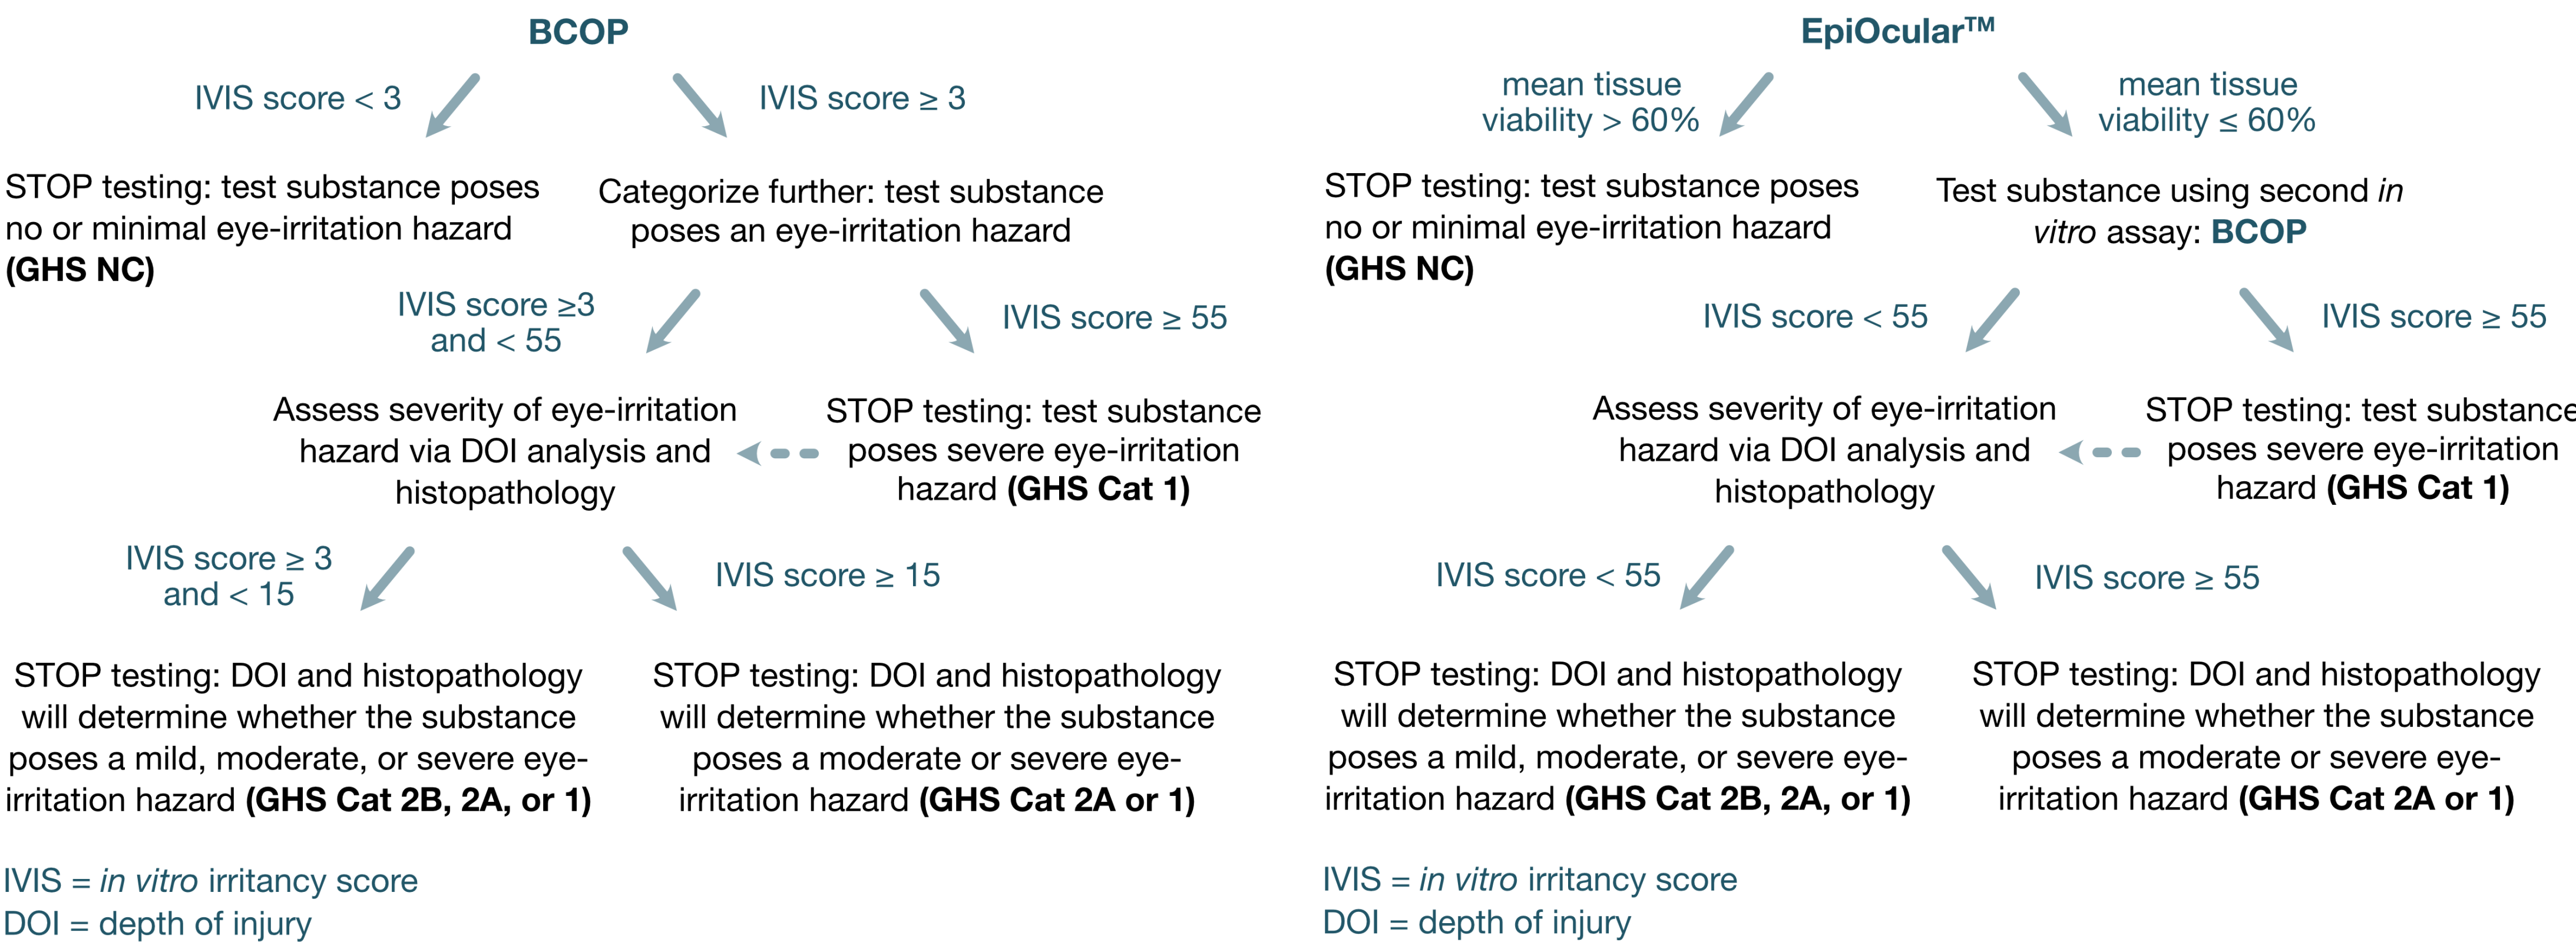 BCOP
IVIS score < 3
IVIS score ≥ 3
STOP testing: test substance poses
no or minimal eye-irritation hazard
(GHS NC)
Categorize further: test substance
poses an eye-irritation hazard
IVIS score ≥3
and < 55
IVIS score ≥ 55
Assess severity of eye-irritation
hazard via DOI analysis and
histopathology
STOP testing: test substance
poses severe eye-irritation
hazard (GHS Cat 1)
IVIS score ≥ 3
and < 15
IVIS score ≥ 15
STOP testing: DOI and histopathology
will determine whether the substance
poses a mild, moderate, or severe eye-
irritation hazard (GHS Cat 2B, 2A, or 1)
STOP testing: DOI and histopathology
will determine whether the substance
poses a moderate or severe eye-
irritation hazard (GHS Cat 2A or 1)
IVIS = in vitro irritancy score
DOI = depth of injury
EpiOcular™
mean tissue
viability > 60%
mean tissue
viability ≤ 60%
STOP testing: test substance poses
no or minimal eye-irritation hazard
(GHS NC)
Test substance using second in
vitro assay: BCOP
IVIS score < 55
IVIS score ≥ 55
Assess severity of eye-irritation
hazard via DOI analysis and
histopathology
STOP testing: test substance
poses severe eye-irritation
hazard (GHS Cat 1)
IVIS score < 55
IVIS score ≥ 55
STOP testing: DOI and histopathology
will determine whether the substance
poses a mild, moderate, or severe eye-
irritation hazard (GHS Cat 2B, 2A, or 1)
STOP testing: DOI and histopathology
will determine whether the substance
poses a moderate or severe eye-
irritation hazard (GHS Cat 2A or 1)
IVIS = in vitro irritancy score
DOI = depth of injury